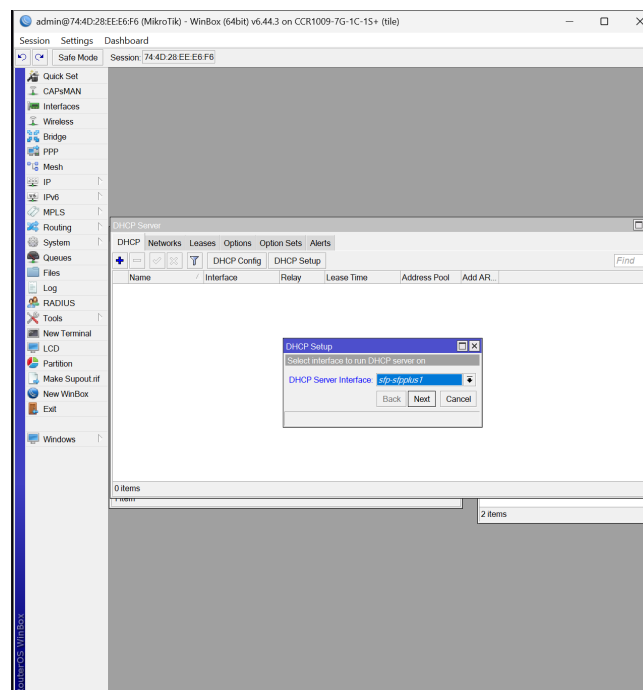 admin@74:4D:28:EE:E6:F6 (MikroTik) - WinBox (64bit) v6.44.3 on CCR1009-7G-1C-1S+ (tile)
Session Settings Dashboard
Safe Mode Session: 74:4D:28:EE:E6:F6
Quick Set
CAPsMAN
Interfaces
Wireless
Bridge
PPP
Mesh
IP
IPv6
MPLS
Routing
System
Queues
Files
Log
RADIUS
Tools
New Terminal
LCD
Partition
Make Supout.rif
New WinBox
Exit
Windows
DHCP Server
DHCP Networks Leases Options Option Sets Alerts
DHCP Config DHCP Setup Find
Name / Interface Relay Lease Time Address Pool Add AR...
DHCP Setup
Select interface to run DHCP server on
DHCP Server Interface: sfp-sfpplus1
Back Next Cancel
0 items
1 item
2 items
RouterOS WinBox